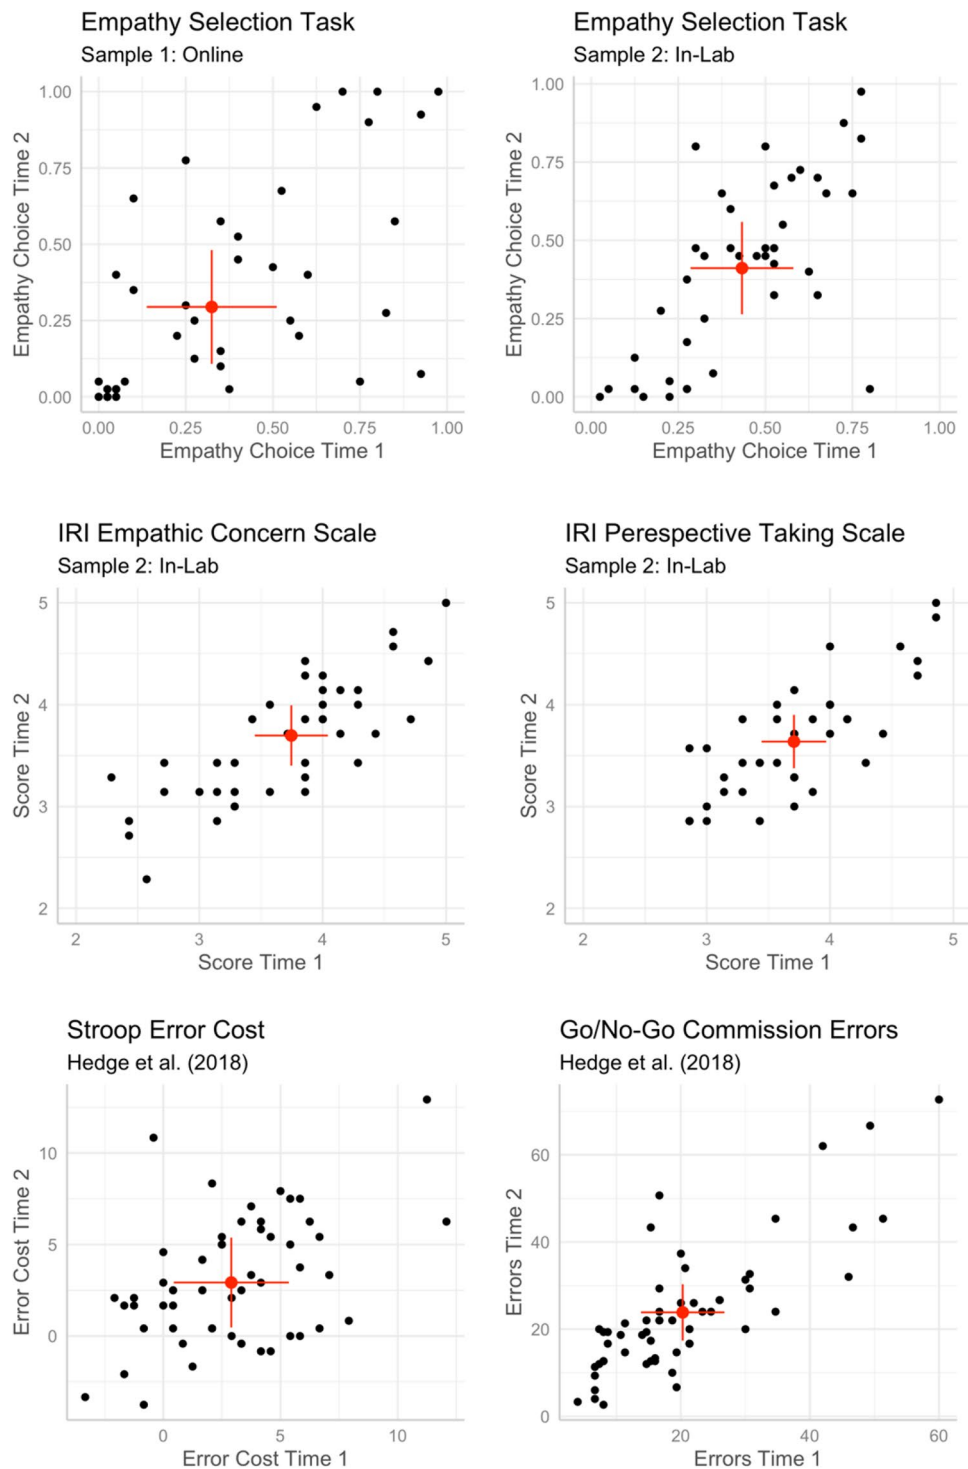 Empathy Selection Task
Sample 1: Online
Empathy Choice Time 2
1.00
0.75
0.50
0.25
0.00
0.00 0.25 0.50 0.75 1.00
Empathy Choice Time 1
Empathy Selection Task
Sample 2: In-Lab
Empathy Choice Time 2
1.00
0.75
0.50
0.25
0.00
0.00 0.25 0.50 0.75 1.00
Empathy Choice Time 1
IRI Empathic Concern Scale
Sample 2: In-Lab
Score Time 2
5
4
3
2
2 3 4 5
Score Time 1
IRI Perespective Taking Scale
Sample 2: In-Lab
Score Time 2
5
4
3
2
2 3 4 5
Score Time 1
Stroop Error Cost
Hedge et al. (2018)
Error Cost Time 2
10
5
0
0 5 10
Error Cost Time 1
Go/No-Go Commission Errors
Hedge et al. (2018)
Errors Time 2
60
40
20
0
20 40 60
Errors Time 1